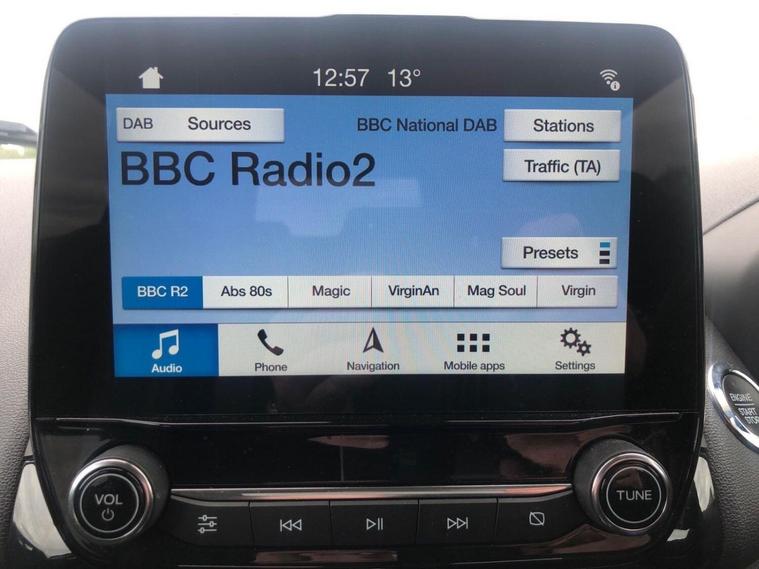 12:57 13°
DAB Sources BBC National DAB Stations
BBC Radio2
Traffic (TA)
Presets
BBC R2 Abs 80s Magic VirginAn Mag Soul Virgin
Audio Phone Navigation Mobile apps Settings
ENGINE
START
STOP
VOL
TUNE